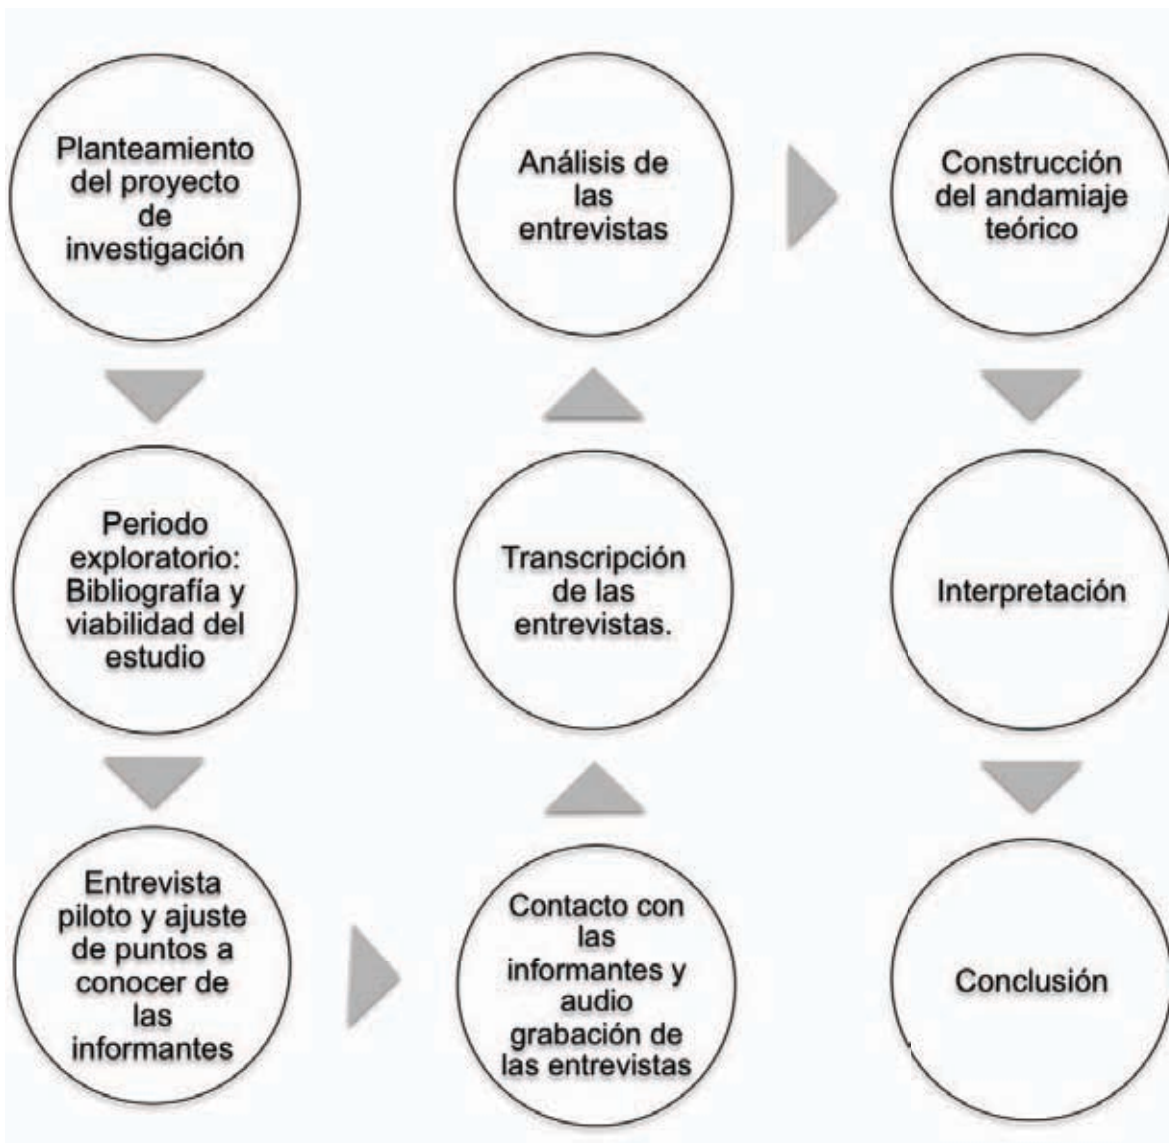 Planteamiento
del proyecto
de
investigación
Periodo
exploratorio:
Bibliografía y
viabilidad del
estudio
Entrevista
piloto y ajuste
de puntos a
conocer de
las
informantes
Contacto con
las
informantes y
audio
grabación de
las entrevistas
Transcripción
de las
entrevistas.
Análisis de
las
entrevistas
Construcción
del andamiaje
teórico
Interpretación
Conclusión